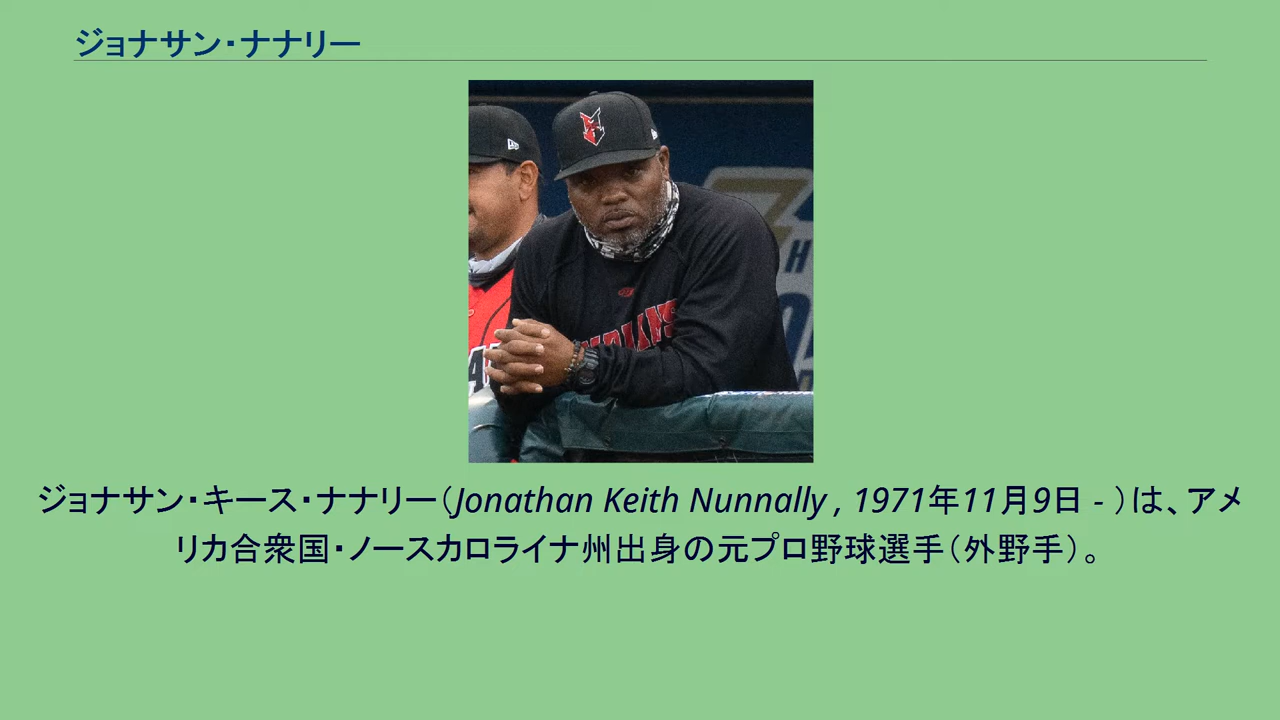 ジョナサン・ナナリー
ジョナサン・キース・ナナリー（Jonathan Keith Nunnally , 1971年11月9日 - ）は、アメ
リカ合衆国・ノースカロライナ州出身の元プロ野球選手（外野手）。